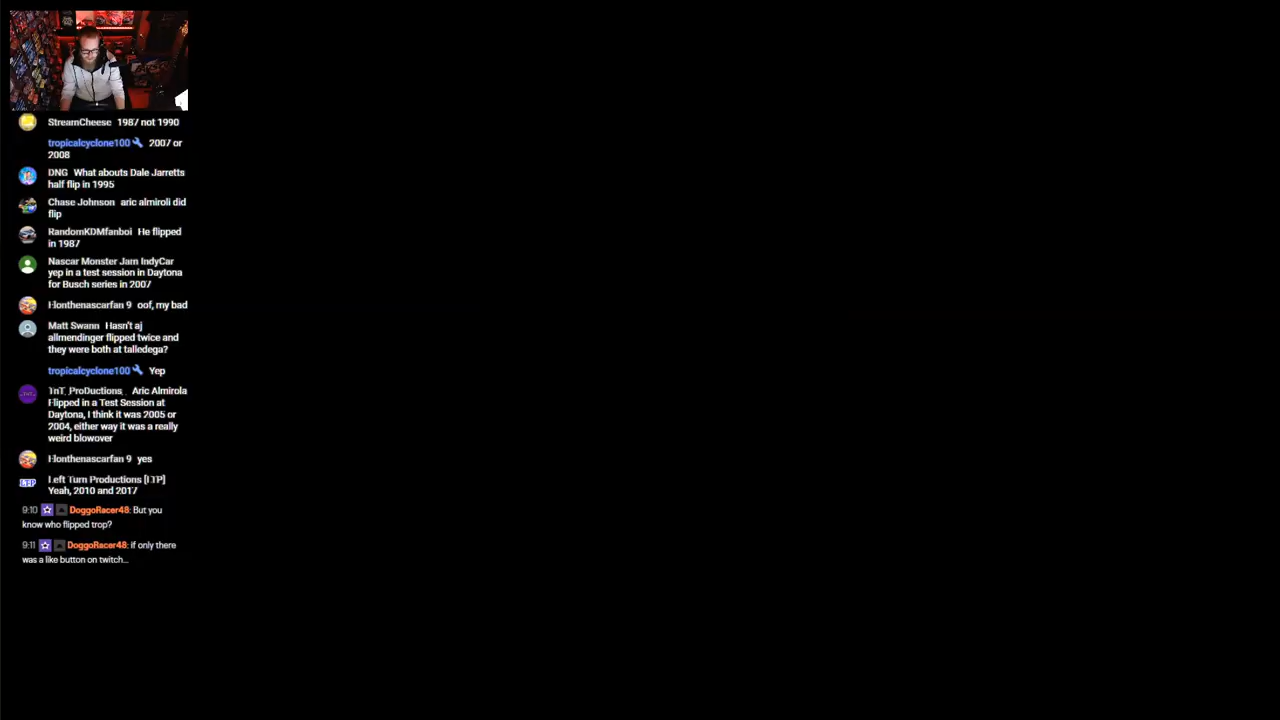 StreamCheese 1987 not 1990
tropicalcyclone100 2007 or
2008
DNG What abouts Dale Jarretts
half flip in 1995
Chase Johnson aric almiroli did
flip
RandomKDMfanboi He flipped
in 1987
Nascar Monster Jam IndyCar
yep in a test session in Daytona
for Busch series in 2007
Honthenascarfan 9 oof, my bad
Matt Swann Hasn't aj
allmendinger flipped twice and
they were both at talledega?
tropicalcyclone100 Yep
TnT_ProDuctions_ Aric Almirola
Flipped in a Test Session at
Daytona, I think it was 2005 or
2004, either way it was a really
weird blowover
Honthenascarfan 9 yes
Left Turn Productions [LTP]
Yeah, 2010 and 2017
9:10 DoggoRacer48: But you
know who flipped trop?
9:11 DoggoRacer48: if only there
was a like button on twitch...